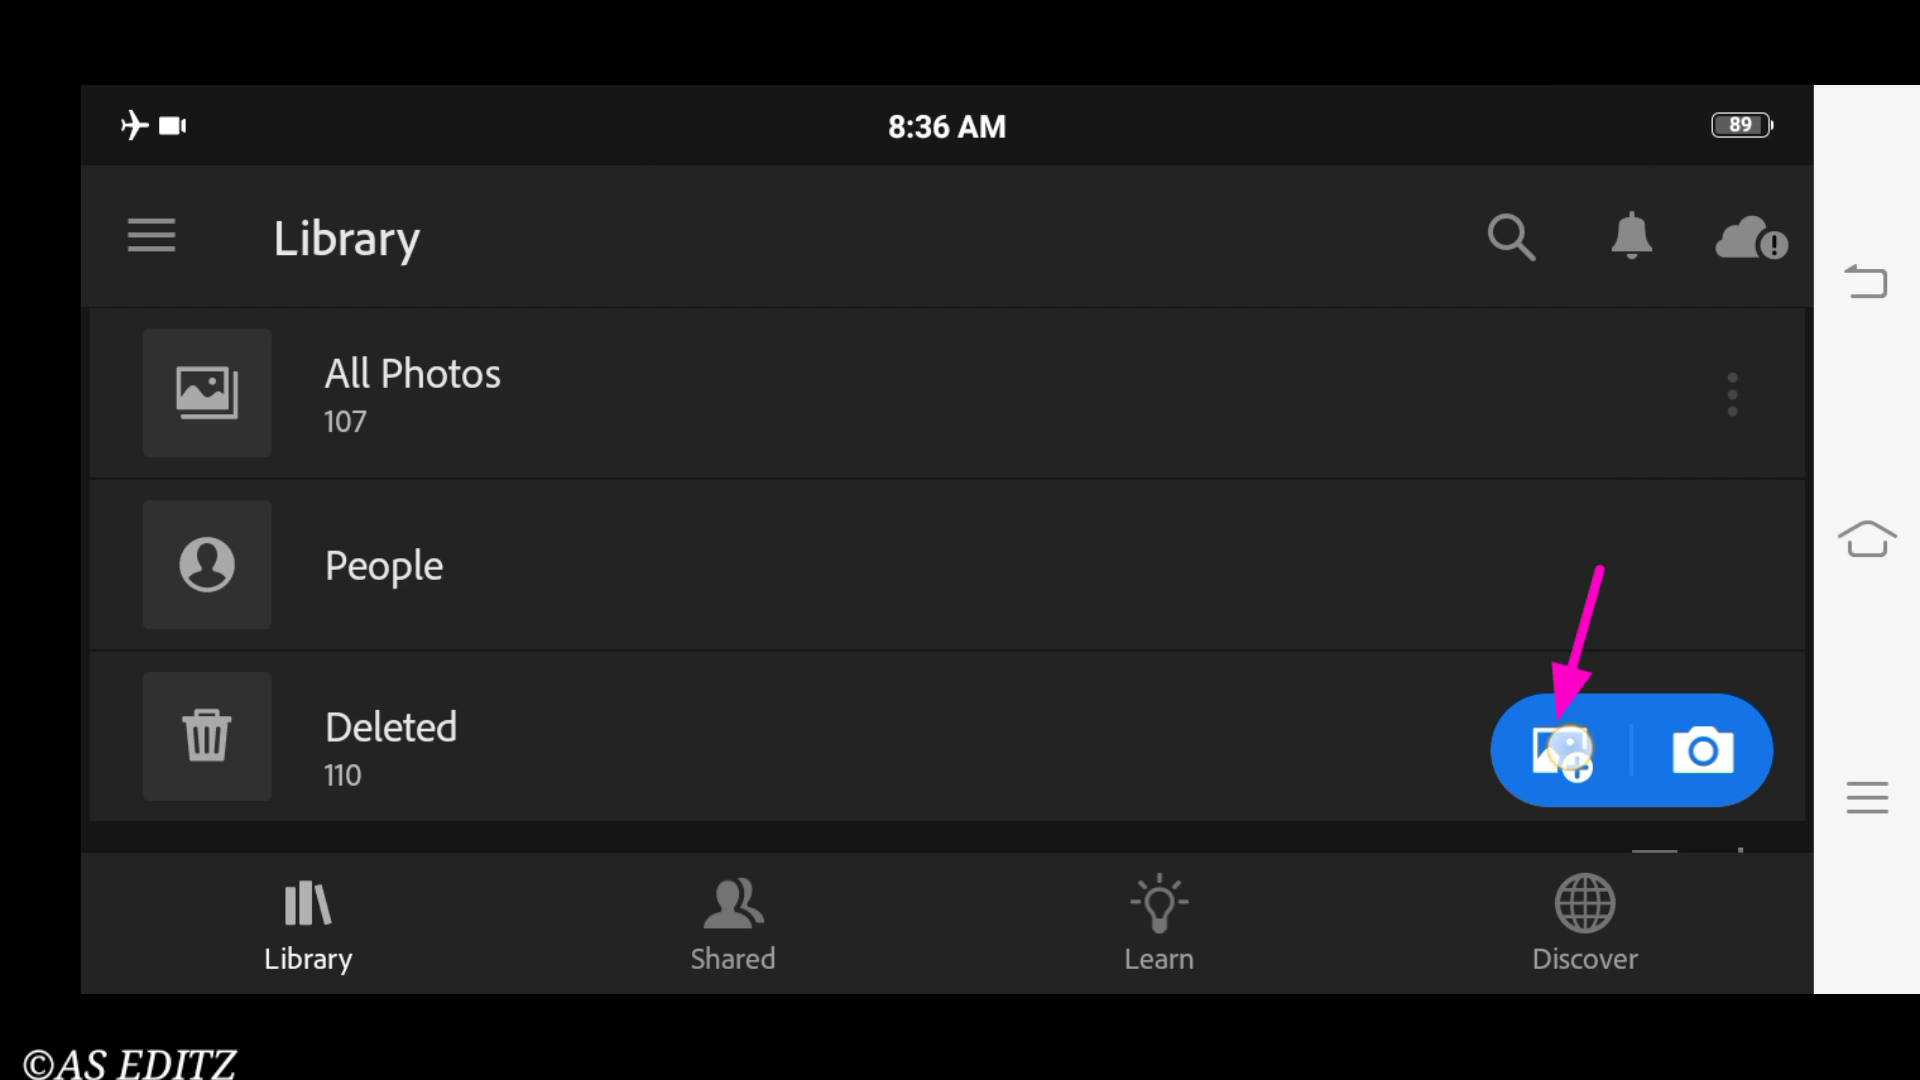 8:36 AM
89
Library
All Photos
107
People
Deleted
110
Library
Shared
Learn
Discover
©AS EDITZ